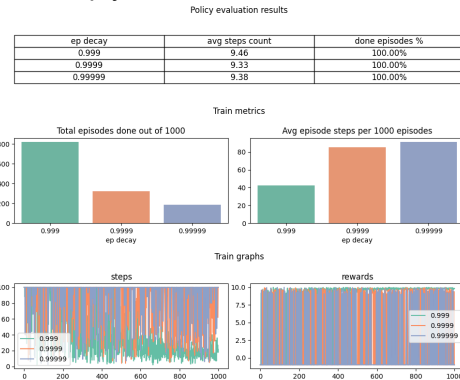 Policy evaluation results
ep decay avg steps count done episodes %
0.999 9.46 100.00%
0.9999 9.33 100.00%
0.99999 9.38 100.00%
Train metrics
Total episodes done out of 1000 Avg episode steps per 1000 episodes
80
60
40
200 20
0 0
0.999 0.9999 0.99999 0.999 0.9999 0.99999
ep decay ep decay
Train graphs
steps rewards
100 10.0
80 7.5
60 5.0
40 2.5
20 0.0
0
0.999 0.999
0.9999 0.9999
0.99999 0.99999
0 200 400 600 800 1000 0 200 400 600 800 1000